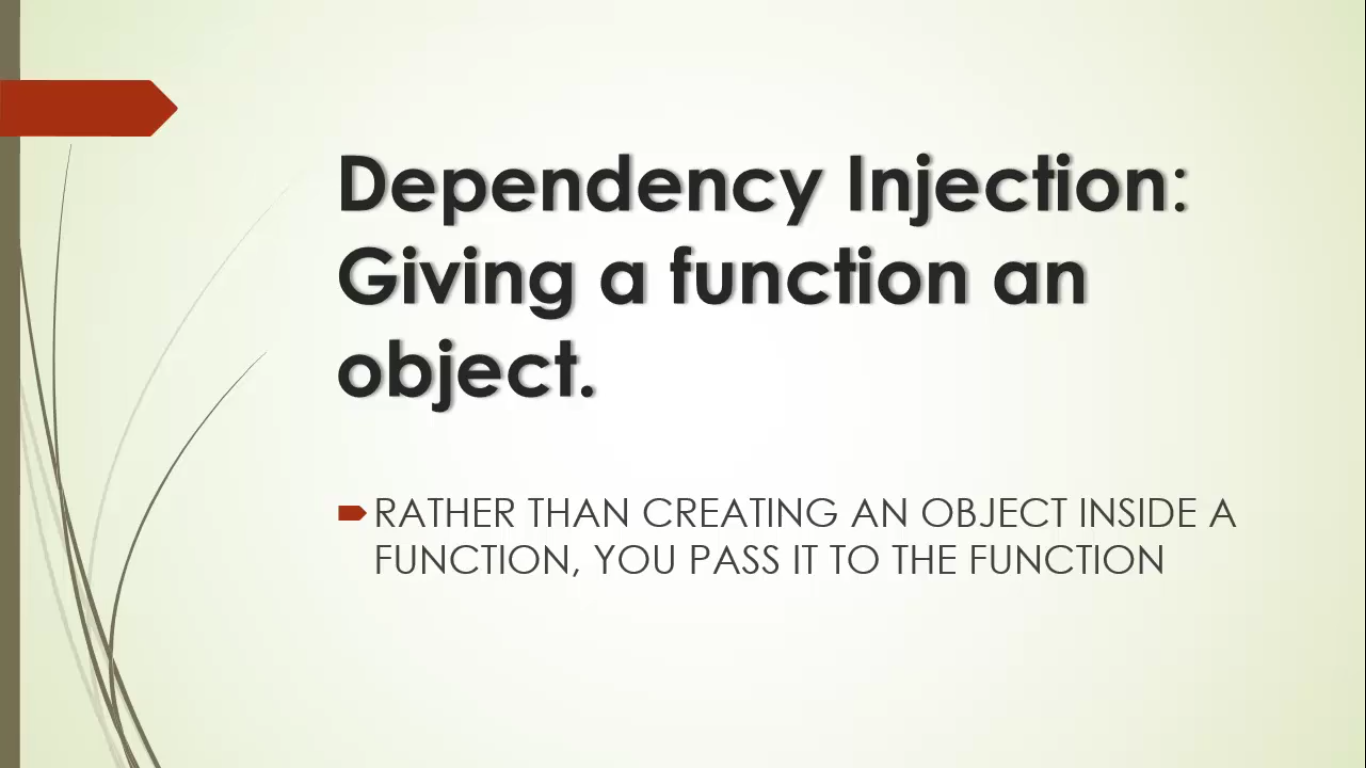 Dependency Injection:
Giving a function an
object.
RATHER THAN CREATING AN OBJECT INSIDE A
FUNCTION, YOU PASS IT TO THE FUNCTION